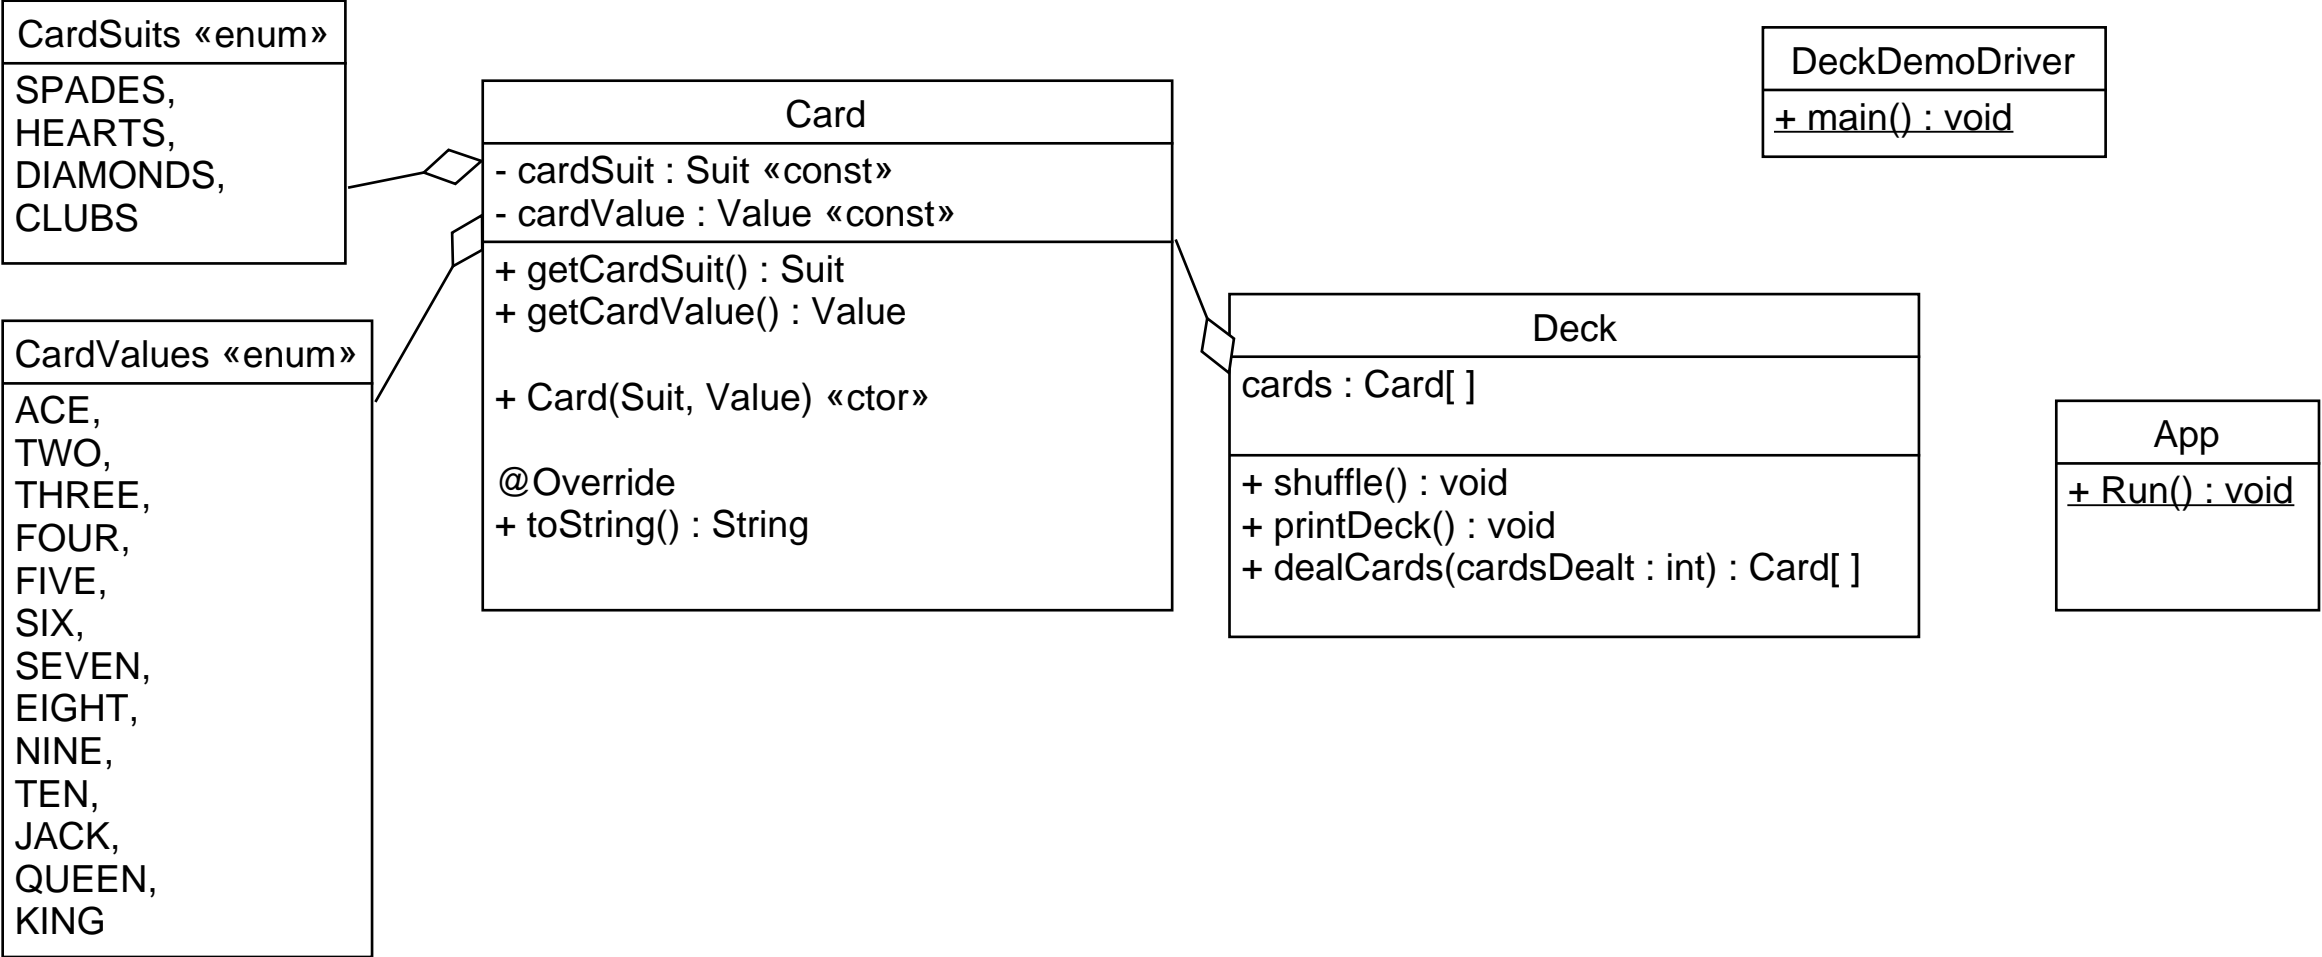 CardSuits «enum»
SPADES,
HEARTS,
DIAMONDS,
CLUBS
CardValues «enum»
ACE,
TWO,
THREE,
FOUR,
FIVE,
SIX,
SEVEN,
EIGHT,
NINE,
TEN,
JACK,
QUEEN,
KING
Card
- cardSuit : Suit «const»
- cardValue : Value «const»
+ getCardSuit() : Suit
+ getCardValue() : Value
+ Card(Suit, Value) «ctor»
@Override
+ toString() : String
Deck
cards : Card[ ]
+ shuffle() : void
+ printDeck() : void
+ dealCards(cardsDealt : int) : Card[ ]
DeckDemoDriver
+ main() : void
App
+ Run() : void